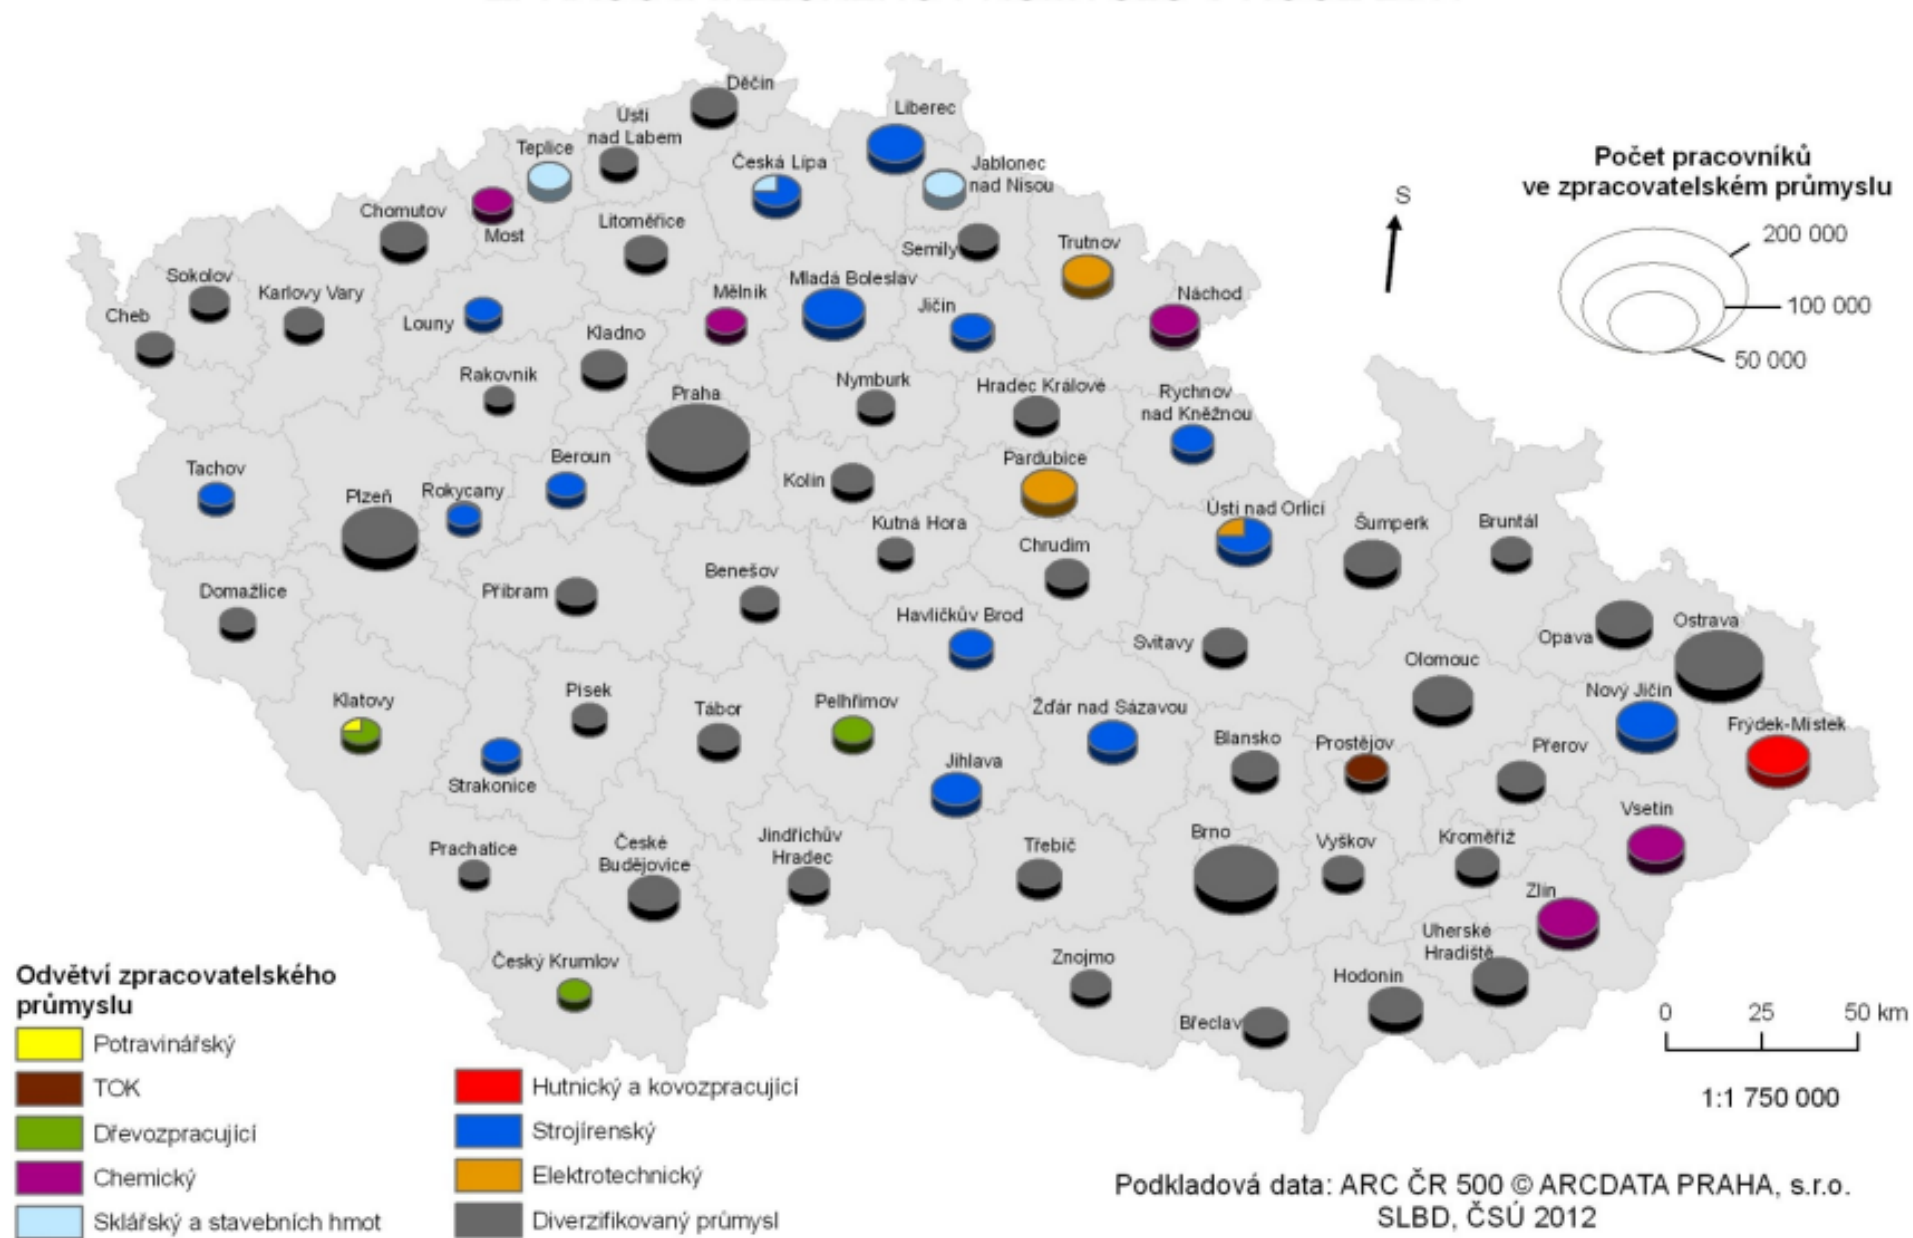 Děčín
Liberec
Ústí
nad Labem
Teplice
Česká Lípa
Jablonec
nad Nisou
Chomutov
Most
Litoměřice
Semily
Trutnov
Sokolov
Karlovy Vary
Cheb
Louny
Mělník
Mladá Boleslav
Jičín
Náchod
Kladno
Rakovník
Praha
Nymburk
Hradec Králové
Rychnov
nad Kněžnou
Tachov
Plzeň
Rokycany
Beroun
Kolín
Pardubice
Kutná Hora
Chrudim
Ústí nad Orlicí
Šumperk
Bruntál
Domažlice
Příbram
Benešov
Havlíčkův Brod
Svitavy
Opava
Ostrava
Olomouc
Nový Jičín
Frýdek-Místek
Klatovy
Písek
Tábor
Pelhřimov
Žďár nad Sázavou
Strakonice
Jihlava
Blansko
Prostějov
Přerov
Vsetín
Prachatice
České
Budějovice
Jindřichův
Hradec
Třebíč
Brno
Vyškov
Kroměříž
Zlín
Uherské
Hradiště
Český Krumlov
Znojmo
Hodonín
Břeclav
Počet pracovníků
ve zpracovatelském průmyslu
200 000
100 000
50 000
S
Odvětví zpracovatelského
průmyslu
Potravinářský
TOK
Dřevozpracující
Chemický
Sklářský a stavebních hmot
Hutnický a kovozpracující
Strojírenský
Elektrotechnický
Diverzifikovaný průmysl
0 25 50 km
1:1 750 000
Podkladová data: ARC ČR 500 © ARCDATA PRAHA, s.r.o.
SLBD, ČSÚ 2012